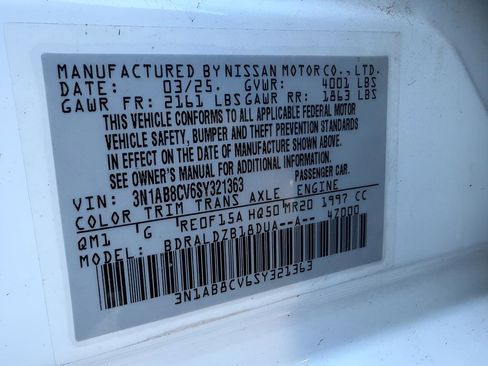 MANUFACTURED BY NISSAN MOTOR CO., LTD.
DATE: 03/25. GVWR: 4001 LBS
GAWR FR: 2161 LBS GAWR RR: 1863 LBS
THIS VEHICLE CONFORMS TO ALL APPLICABLE FEDERAL MOTOR
VEHICLE SAFETY, BUMPER AND THEFT PREVENTION STANDARDS
IN EFFECT ON THE DATE OF MANUFACTURE SHOWN ABOVE.
SEE OWNER'S MANUAL FOR ADDITIONAL INFORMATION.
VIN: 3N1AB8CV6SY321363 PASSENGER CAR.
COLOR TRIM TRANS AXLE ENGINE
QM1 G RE0F15A HQ50 MR20 1997 CC
MODEL: BDRALDZB18DUA--A-- 47000
3N1AB8CV6SY321363